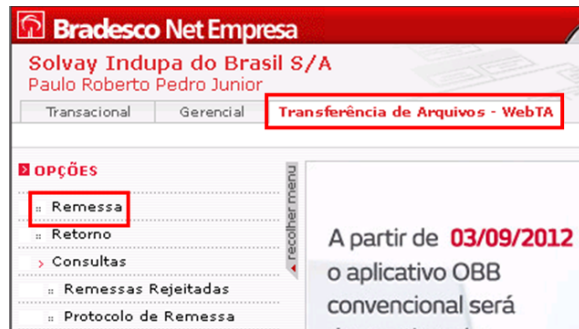 Bradesco Net Empresa
Solvay Indupa do Brasil S/A
Paulo Roberto Pedro Junior
Transacional
Gerencial
Transferência de Arquivos - WebTA
OPÇÕES
Remessa
Retorno
Consultas
Remessas Rejeitadas
Protocolo de Remessa
recolher menu
A partir de 03/09/2012
o aplicativo OBB
convencional será